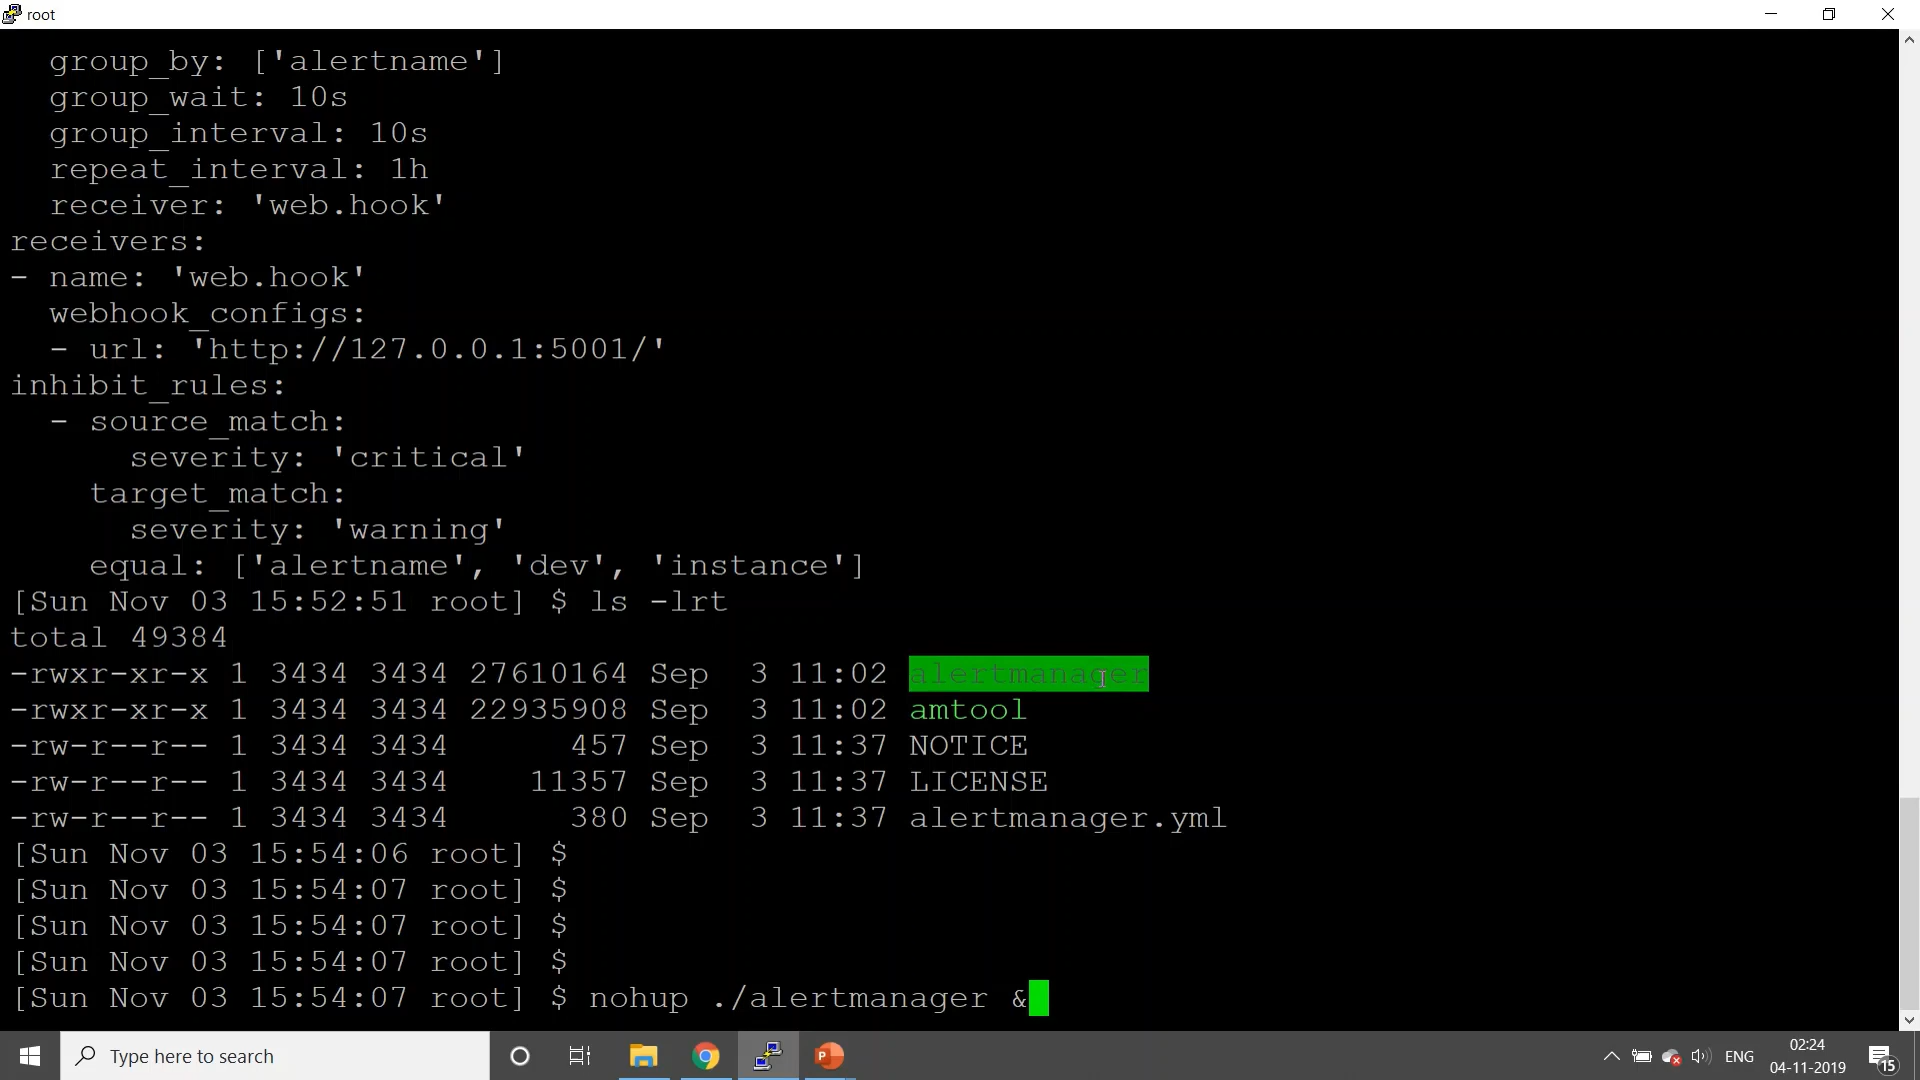 root
group_by: ['alertname']
group_wait: 10s
group_interval: 10s
repeat_interval: 1h
receiver: 'web.hook'
receivers:
- name: 'web.hook'
webhook_configs:
- url: 'http://127.0.0.1:5001/'
inhibit_rules:
- source_match:
severity: 'critical'
target_match:
severity: 'warning'
equal: ['alertname', 'dev', 'instance']
[Sun Nov 03 15:52:51 root] $ ls -lrt
total 49384
-rwxr-xr-x 1 3434 3434 27610164 Sep  3 11:02 alertmanager
-rwxr-xr-x 1 3434 3434 22935908 Sep  3 11:02 amtool
-rw-r--r-- 1 3434 3434      457 Sep  3 11:37 NOTICE
-rw-r--r-- 1 3434 3434    11357 Sep  3 11:37 LICENSE
-rw-r--r-- 1 3434 3434      380 Sep  3 11:37 alertmanager.yml
[Sun Nov 03 15:54:06 root] $
[Sun Nov 03 15:54:07 root] $
[Sun Nov 03 15:54:07 root] $
[Sun Nov 03 15:54:07 root] $
[Sun Nov 03 15:54:07 root] $ nohup ./alertmanager &
Type here to search
ENG
02:24
04-11-2019
15